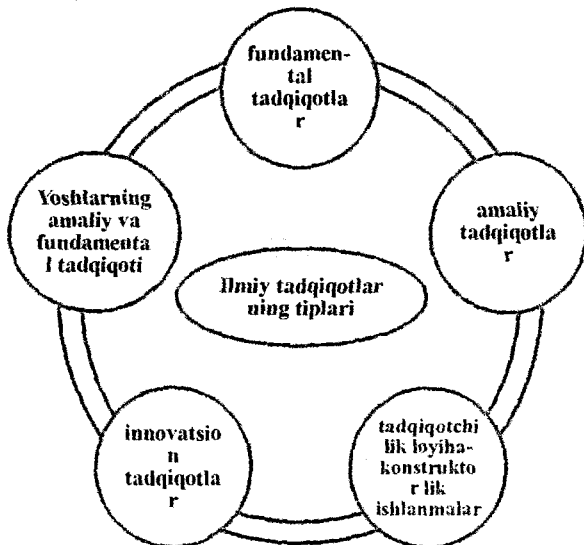 fundamen-
tal
tadqiqotla
r
Yoshlarning
amaliy va
fundamenta
l tadqiqoti
amaliy
tadqiqotla
r
Ilmiy tadqiqotlar
ning tiplari
innovatsio
n
tadqiqotla
r
tadqiqotchi
lik loyiha-
konstrukto
r lik
ishlanmalar